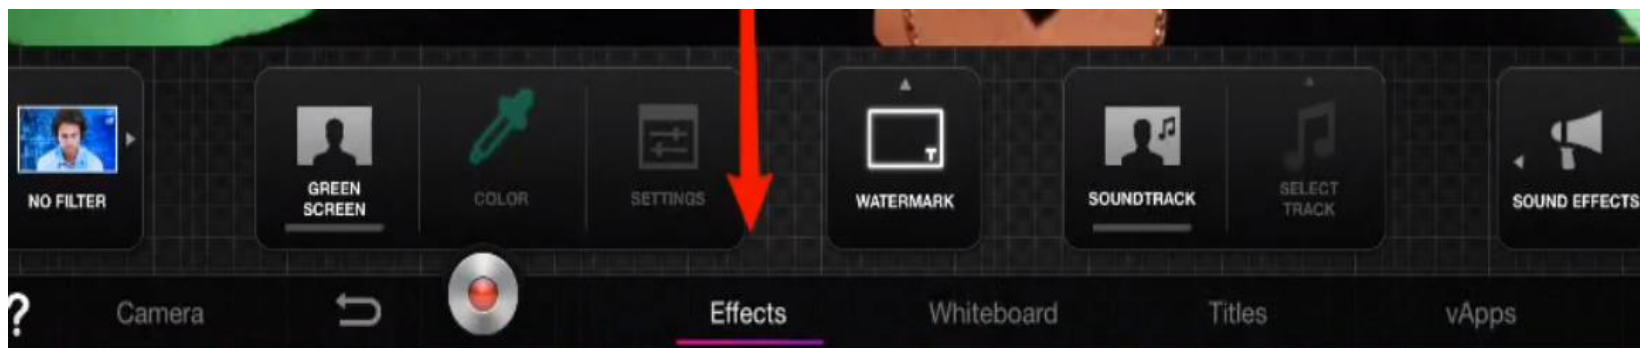 NO FILTER
GREEN
SCREEN
COLOR
SETTINGS
T
WATERMARK
SOUNDTRACK
SELECT
TRACK
SOUND EFFECTS
?
Camera
Effects
Whiteboard
Titles
vApps